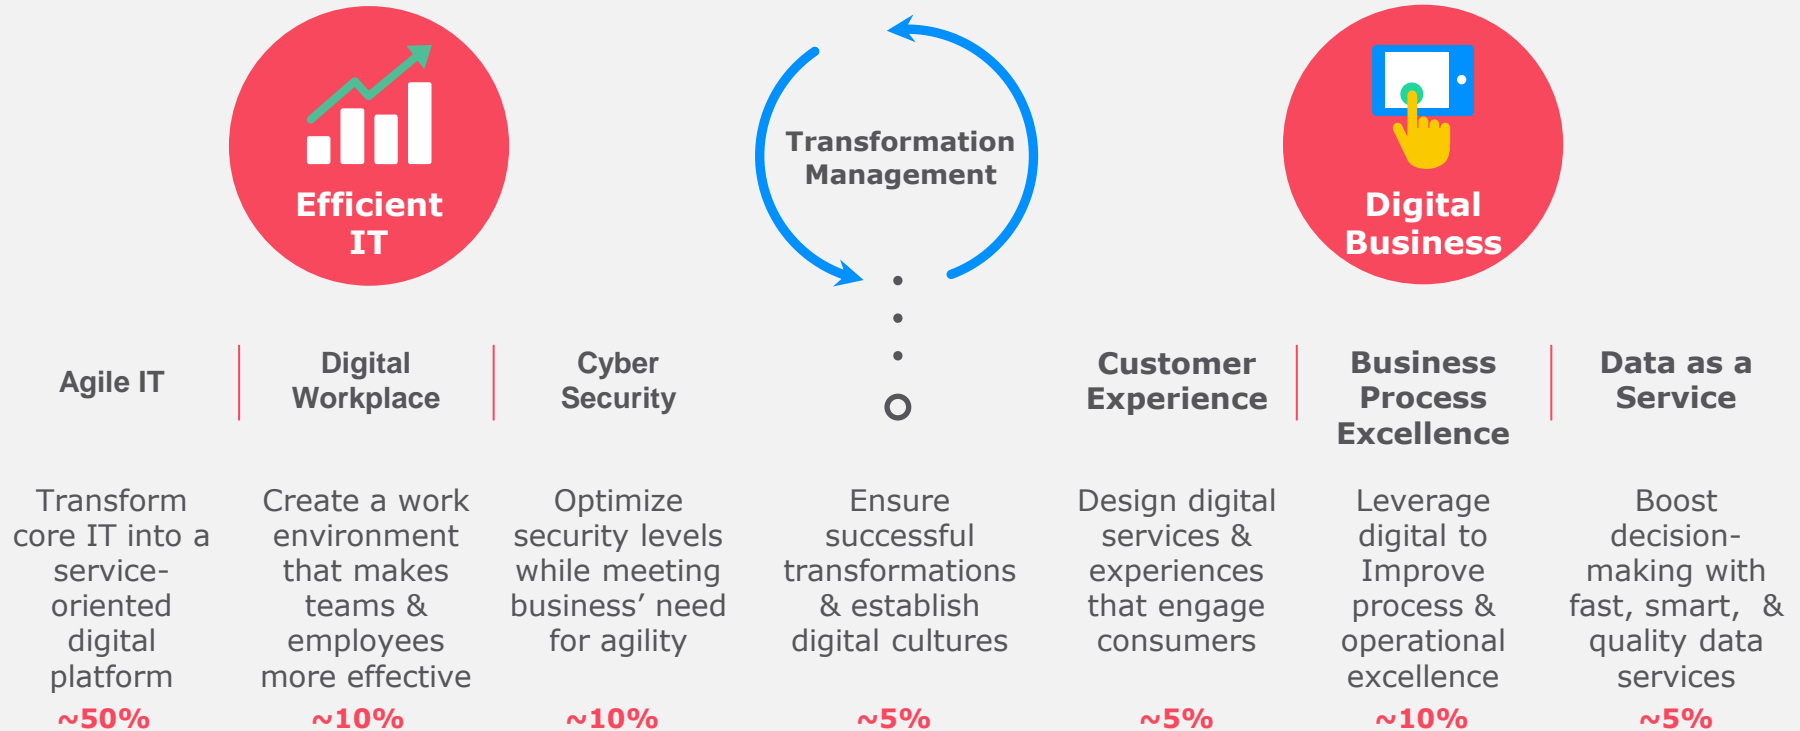 Efficient
IT
Transformation
Management
Digital
Business
Agile IT
Digital
Workplace
Cyber
Security
Customer
Experience
Business
Process
Excellence
Data as a
Service
Transform
core IT into a
service-
oriented
digital
platform
~50%
Create a work
environment
that makes
teams &
employees
more effective
~10%
Optimize
security levels
while meeting
business’ need
for agility
~10%
Ensure
successful
transformations
& establish
digital cultures
~5%
Design digital
services &
experiences
that engage
consumers
~5%
Leverage
digital to
Improve
process &
operational
excellence
~10%
Boost
decision-
making with
fast, smart,  &
quality data
services
~5%